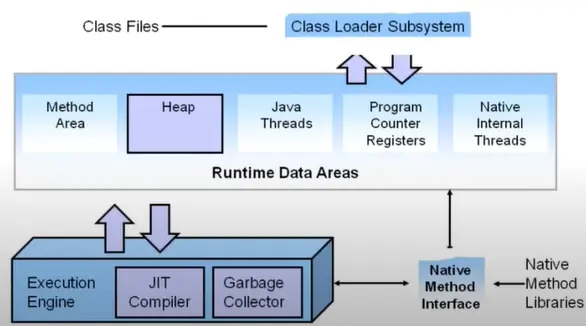 Class Files
Class Loader Subsystem
Method
Area
Heap
Java
Threads
Program
Counter
Registers
Native
Internal
Threads
Runtime Data Areas
Execution
Engine
JIT
Compiler
Garbage
Collector
Native
Method
Interface
Native
Method
Libraries